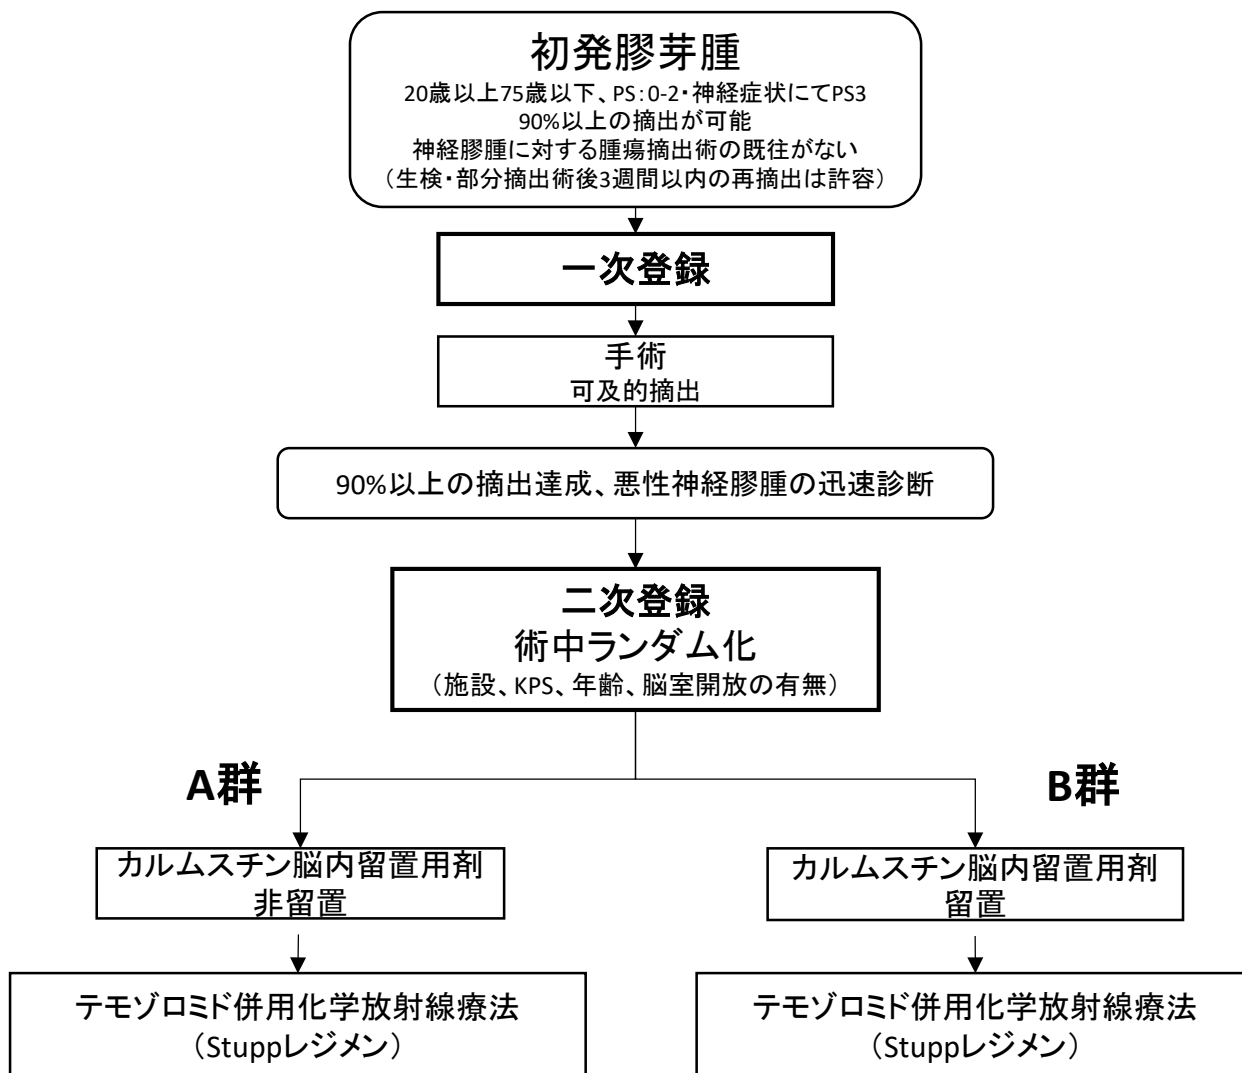 初発膠芽腫
20歳以上75歳以下、PS：0-2・神経症状にてPS3
90%以上の摘出が可能
神経膠腫に対する腫瘍摘出術の既往がない
（生検・部分摘出術後3週間以内の再摘出は許容）
一次登録
手術
可及的摘出
90%以上の摘出達成、悪性神経膠腫の迅速診断
二次登録
術中ランダム化
（施設、KPS、年齢、脳室開放の有無）
A群
B群
カルムスチン脳内留置用剤
非留置
カルムスチン脳内留置用剤
留置
テモゾロミド併用化学放射線療法
（Stuppレジメン）
テモゾロミド併用化学放射線療法
（Stuppレジメン）